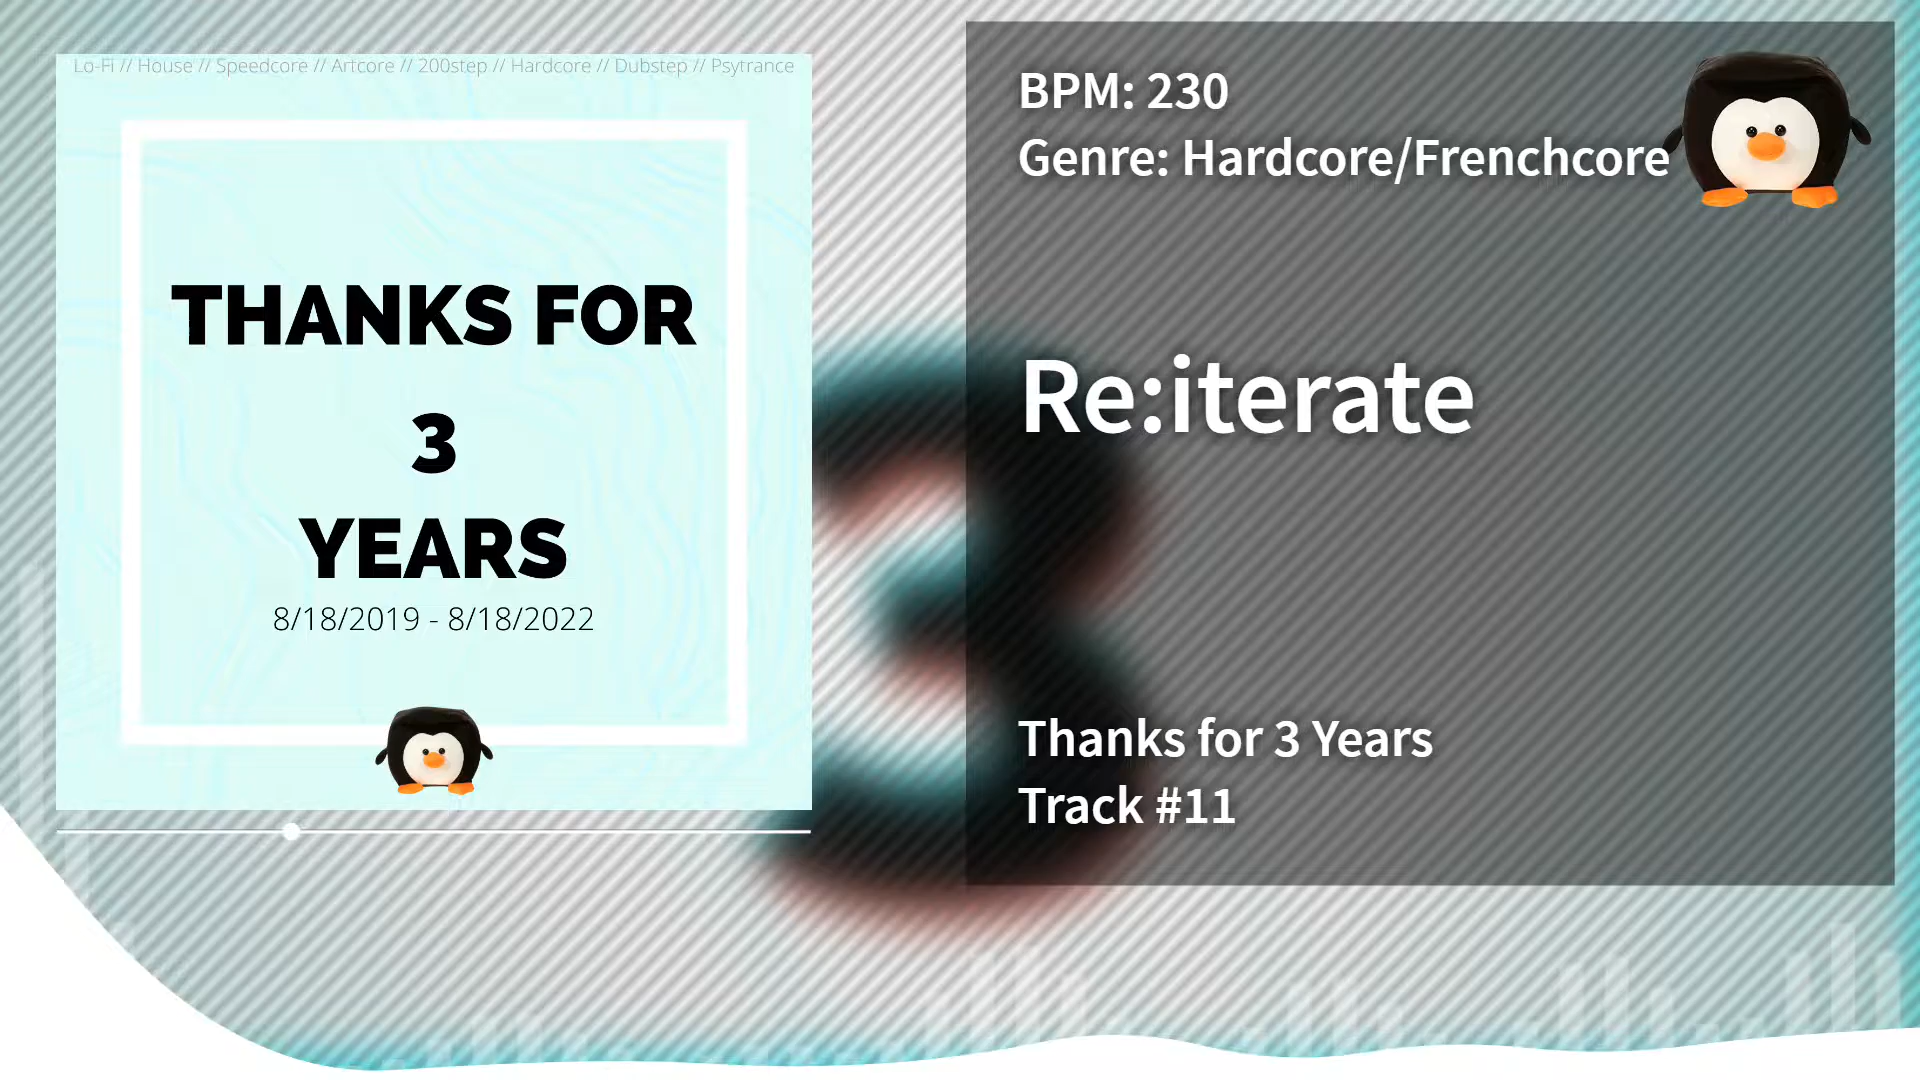 Lo-Fi // House // Speedcore // Artcore // 200step // Hardcore // Dubstep // Psytrance
THANKS FOR
3
YEARS
8/18/2019 - 8/18/2022
BPM: 230
Genre: Hardcore/Frenchcore
Re:iterate
Thanks for 3 Years
Track #11
3